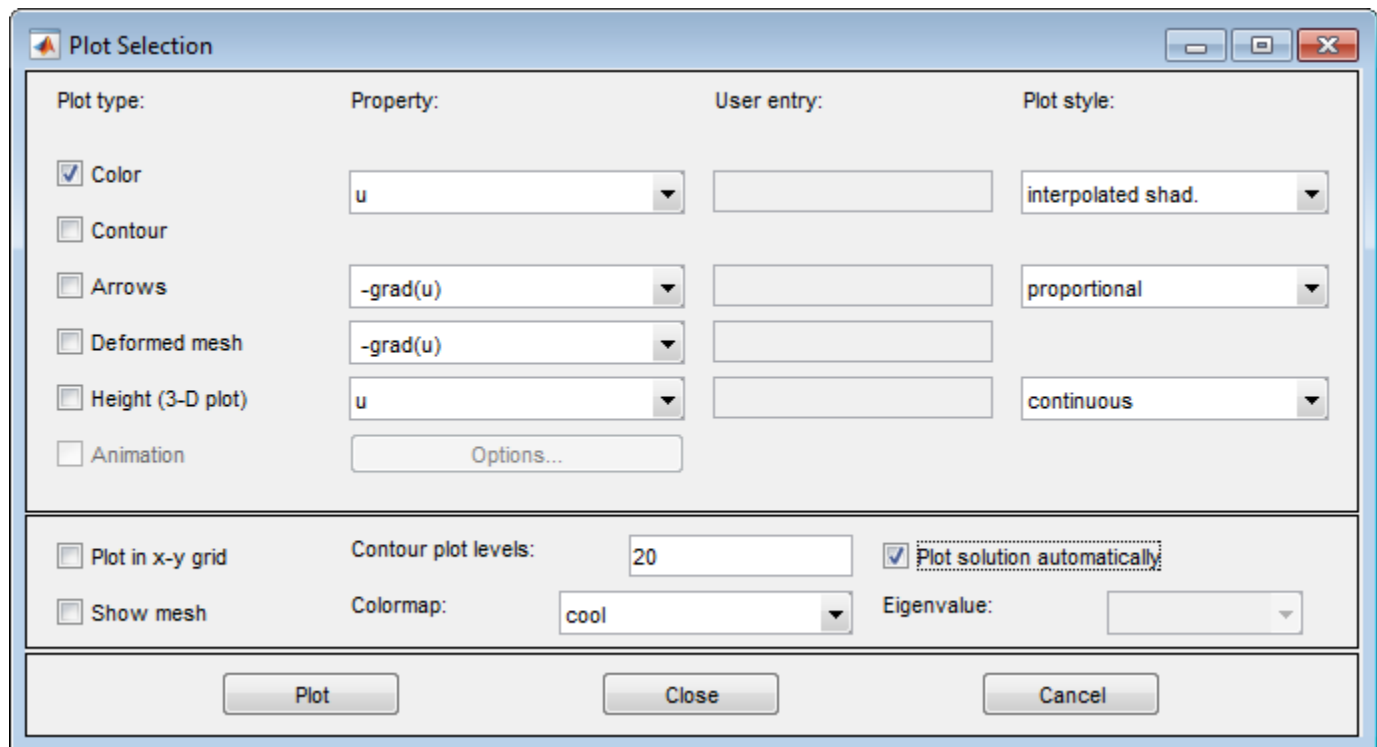 Plot Selection
Plot type: Property: User entry: Plot style:
Color
u interpolated shad.
Contour
Arrows -grad(u) proportional
Deformed mesh -grad(u)
Height (3-D plot) u continuous
Animation Options...
Plot in x-y grid Contour plot levels: 20 Plot solution automatically
Show mesh Colormap: cool Eigenvalue:
Plot Close Cancel